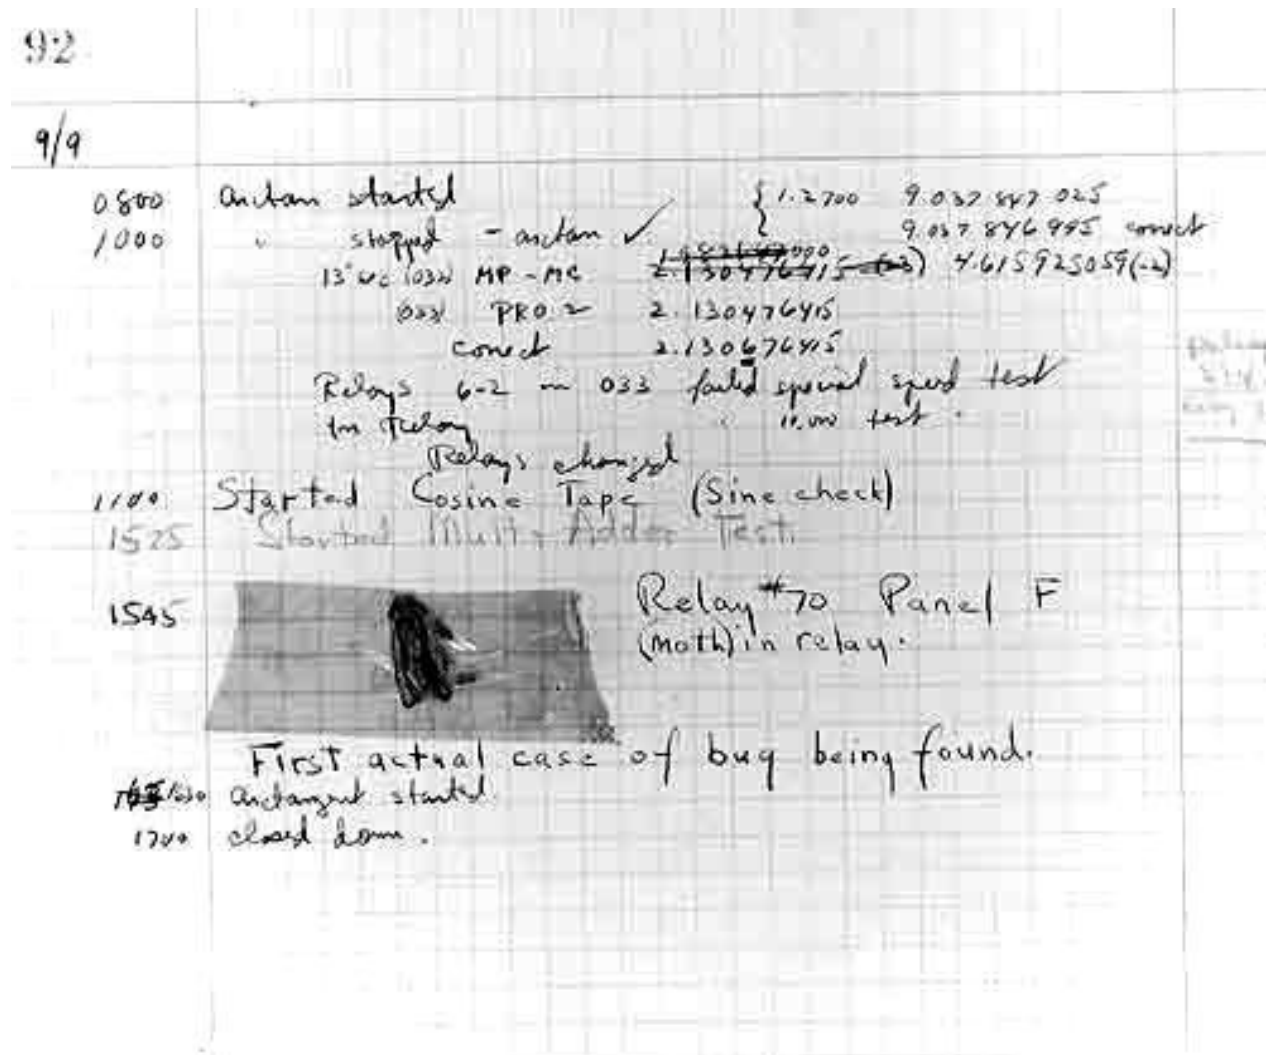 92
9/9
0800 arctan started { 1.2700 9.037 847 025
1000 " stopped - arctan ✓ { 9.037 846 995 correct
13"uc (032) MP - MC 2.130476415 (-3) 4.615925059(-2)
(033) PRO 2 2.130476415
correct 2.130676415
Relays 6-2 in 033 failed special speed test
in relay " 11.000 test.
Relays changed
1100 Started Cosine Tape (Sine check)
1525 Started Mult + Adder Test.
1545 Relay #70 Panel F
(moth) in relay.
First actual case of bug being found.
1630 arctangent started.
1700 closed down.